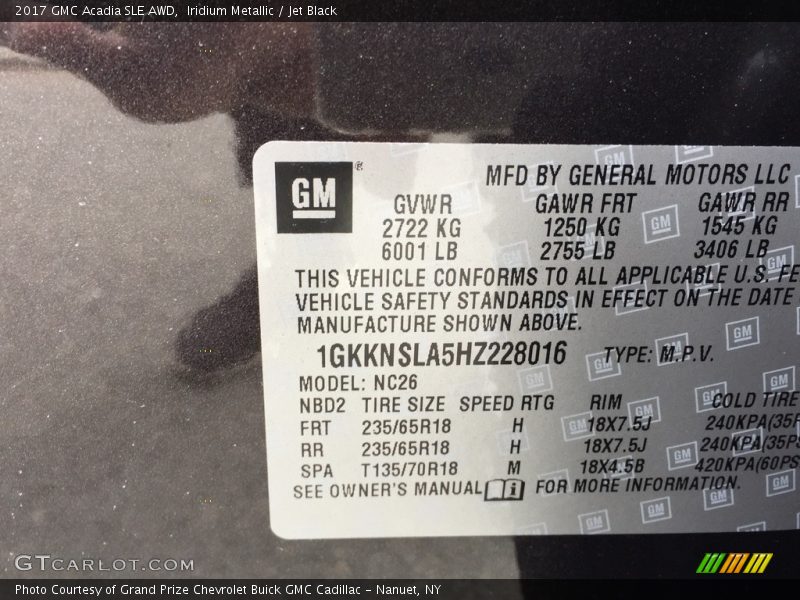 2017 GMC Acadia SLE AWD, Iridium Metallic / Jet Black
GM ®
MFD BY GENERAL MOTORS LLC
GVWR GAWR FRT GAWR RR
2722 KG 1250 KG 1545 KG
6001 LB 2755 LB 3406 LB
THIS VEHICLE CONFORMS TO ALL APPLICABLE U.S. FE
VEHICLE SAFETY STANDARDS IN EFFECT ON THE DATE
MANUFACTURE SHOWN ABOVE.
1GKKNSLA5HZ228016 TYPE: M.P.V.
MODEL: NC26
NBD2 TIRE SIZE SPEED RTG RIM COLD TIRE
FRT 235/65R18 H 18X7.5J 240KPA(35P
RR 235/65R18 H 18X7.5J 240KPA(35PS
SPA T135/70R18 M 18X4.5B 420KPA(60PS
SEE OWNER'S MANUAL i FOR MORE INFORMATION.
GTCARLOT.COM
Photo Courtesy of Grand Prize Chevrolet Buick GMC Cadillac - Nanuet, NY